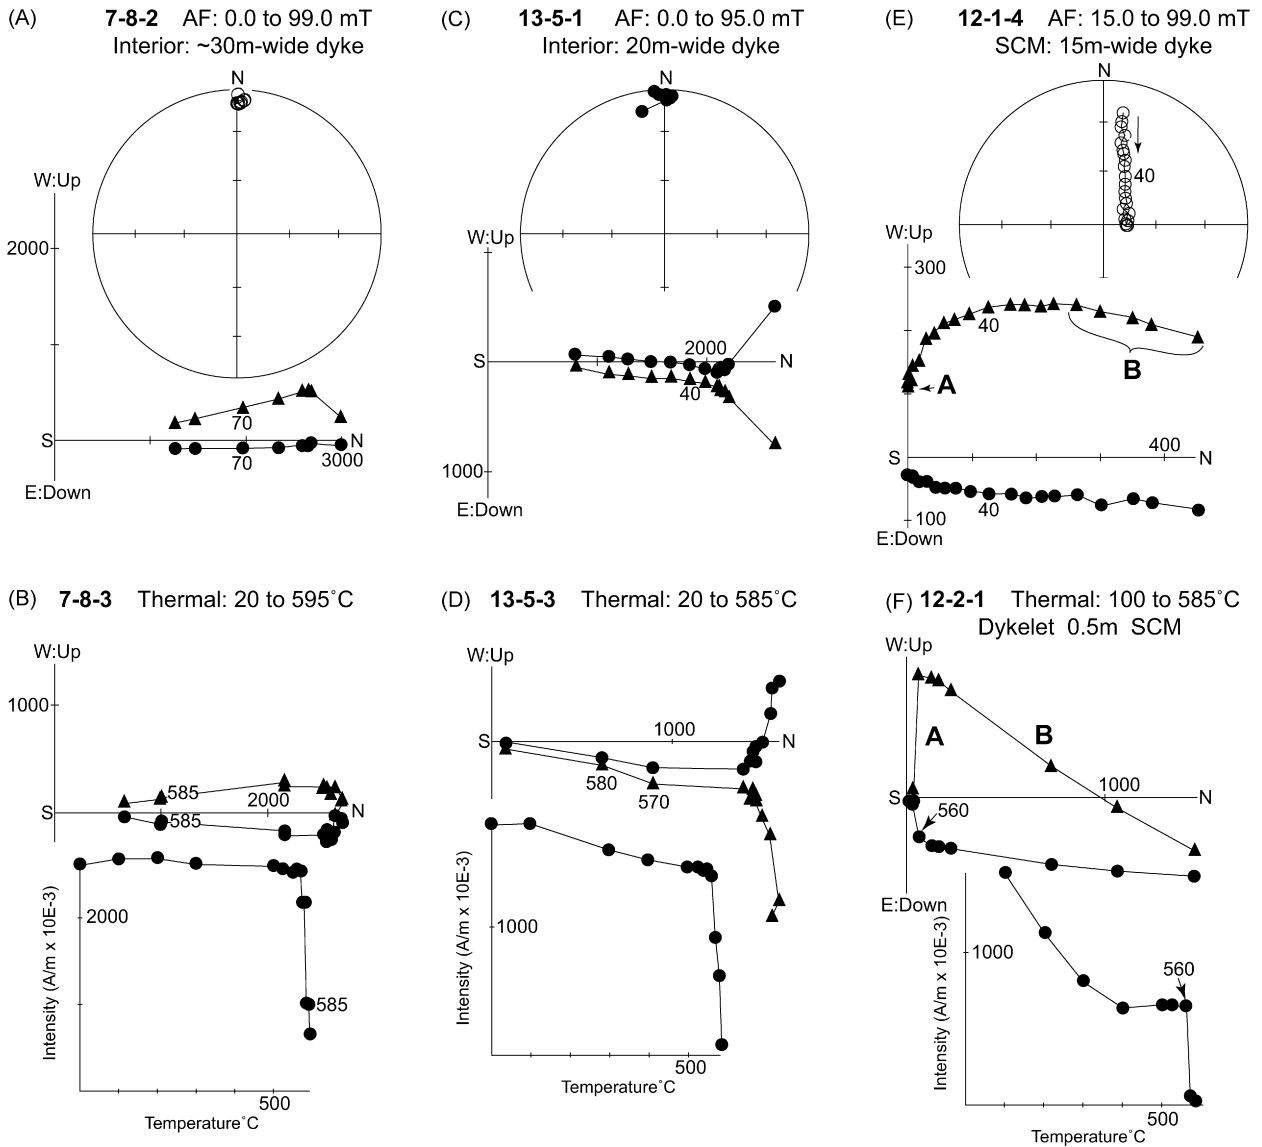 (A) 7-8-2 AF: 0.0 to 99.0 mT
Interior: ~30m-wide dyke
N
W:Up
2000
70
S
N
70
3000
E:Down
(B) 7-8-3 Thermal: 20 to 595˚C
W:Up
1000
585
2000
S
N
585
Intensity (A/m x 10E-3)
2000
585
500
Temperature˚C
(C) 13-5-1 AF: 0.0 to 95.0 mT
Interior: 20m-wide dyke
N
W:Up
2000
S
N
40
1000
E:Down
(D) 13-5-3 Thermal: 20 to 585˚C
W:Up
1000
S
N
580
570
Intensity (A/m x 10E-3)
1000
500
Temperature˚C
(E) 12-1-4 AF: 15.0 to 99.0 mT
SCM: 15m-wide dyke
N
40
W:Up
300
40
B
A
400
S
N
40
100
E:Down
(F) 12-2-1 Thermal: 100 to 585˚C
Dykelet 0.5m SCM
W:Up
A
B
1000
S
N
560
E:Down
Intensity (A/m x 10E-3)
1000
560
500
Temperature˚C